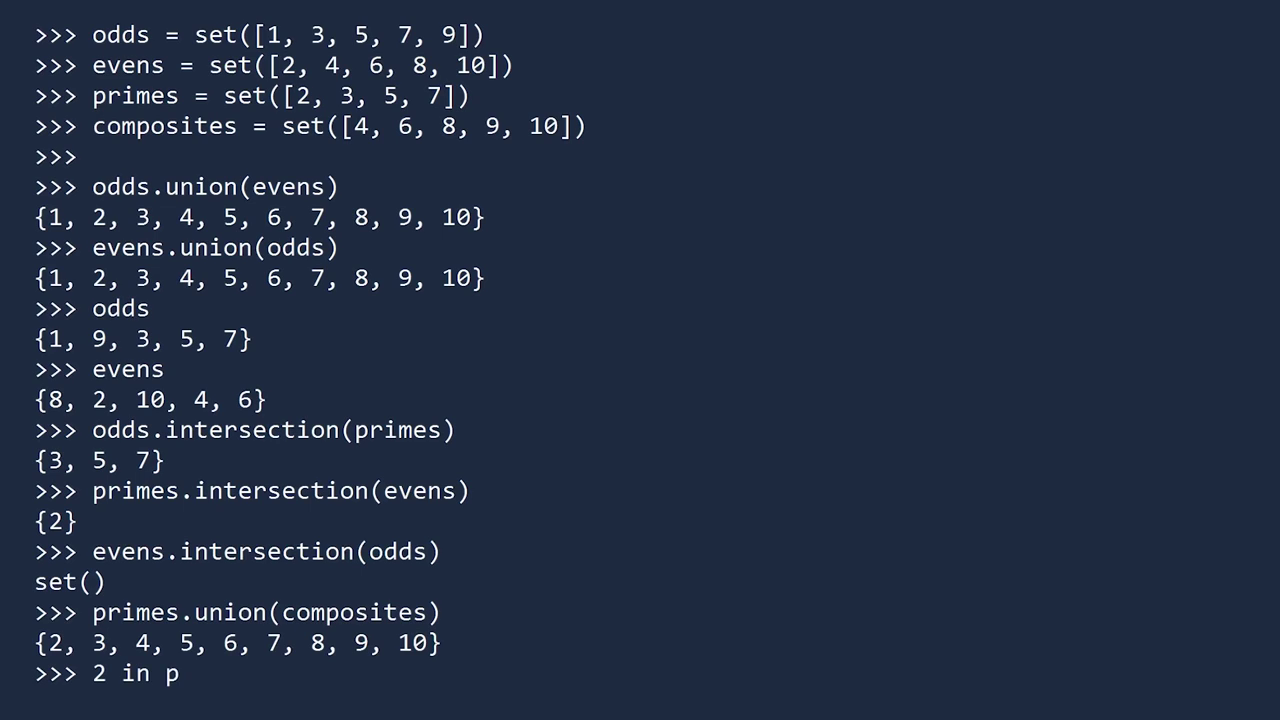 >>> odds = set([1, 3, 5, 7, 9])
>>> evens = set([2, 4, 6, 8, 10])
>>> primes = set([2, 3, 5, 7])
>>> composites = set([4, 6, 8, 9, 10])
>>>
>>> odds.union(evens)
{1, 2, 3, 4, 5, 6, 7, 8, 9, 10}
>>> evens.union(odds)
{1, 2, 3, 4, 5, 6, 7, 8, 9, 10}
>>> odds
{1, 9, 3, 5, 7}
>>> evens
{8, 2, 10, 4, 6}
>>> odds.intersection(primes)
{3, 5, 7}
>>> primes.intersection(evens)
{2}
>>> evens.intersection(odds)
set()
>>> primes.union(composites)
{2, 3, 4, 5, 6, 7, 8, 9, 10}
>>> 2 in p